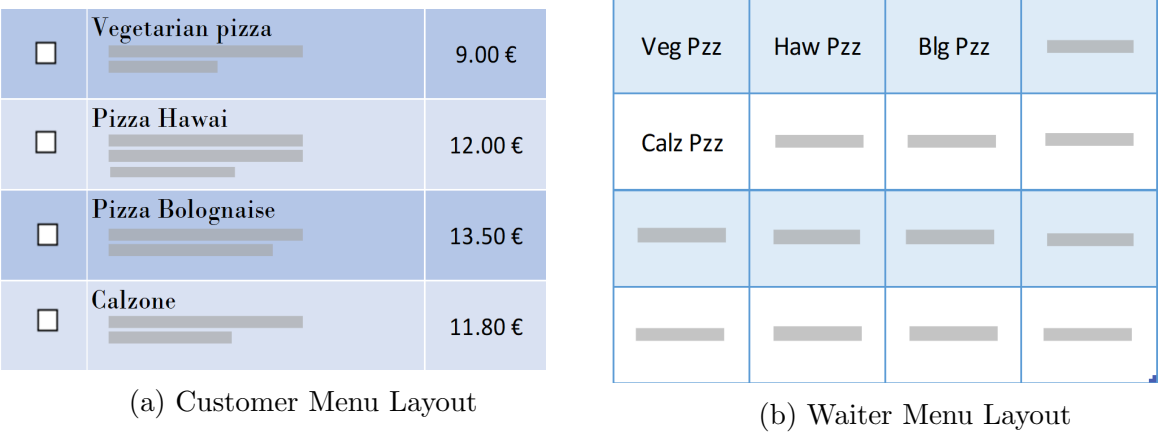 Vegetarian pizza
9.00 €
Pizza Hawai
12.00 €
Pizza Bolognaise
13.50 €
Calzone
11.80 €
(a) Customer Menu Layout
Veg Pzz Haw Pzz Blg Pzz
Calz Pzz
(b) Waiter Menu Layout